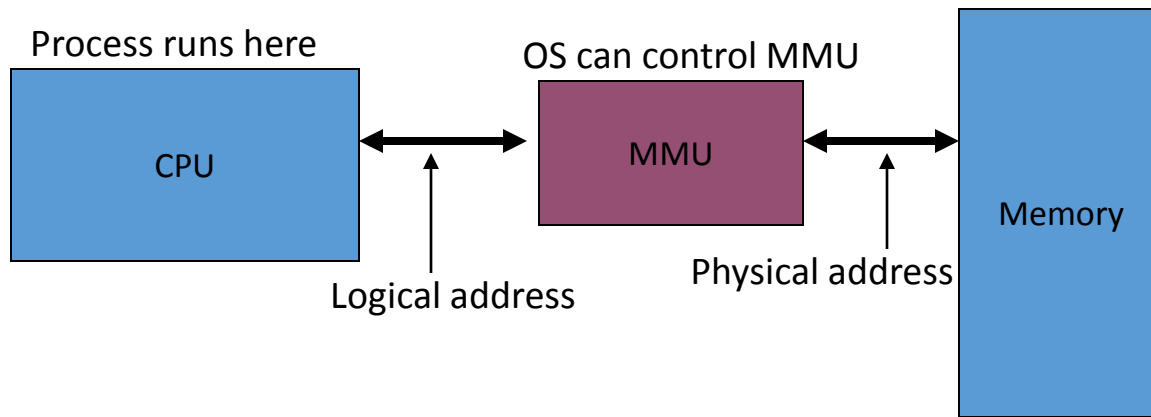 Process runs here
OS can control MMU
CPU
MMU
Memory
Logical address
Physical address